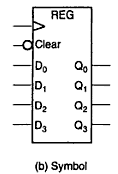 REG
Clear
D₀ Q₀
D₁ Q₁
D₂ Q₂
D₃ Q₃
(b) Symbol